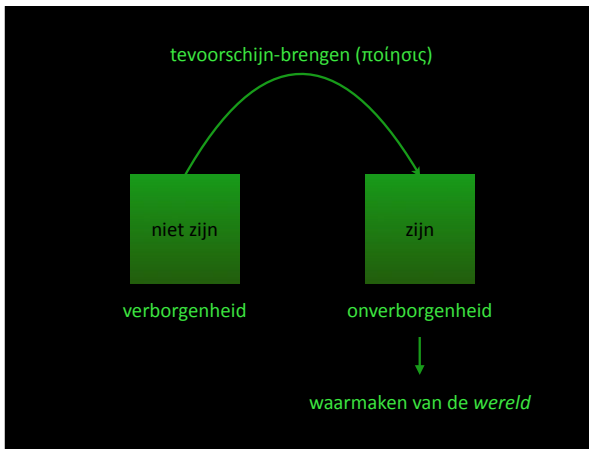 tevoorschijn-brengen (ποίησις)
niet zijn
zijn
verborgenheid
onverborgenheid
waarmaken van de wereld